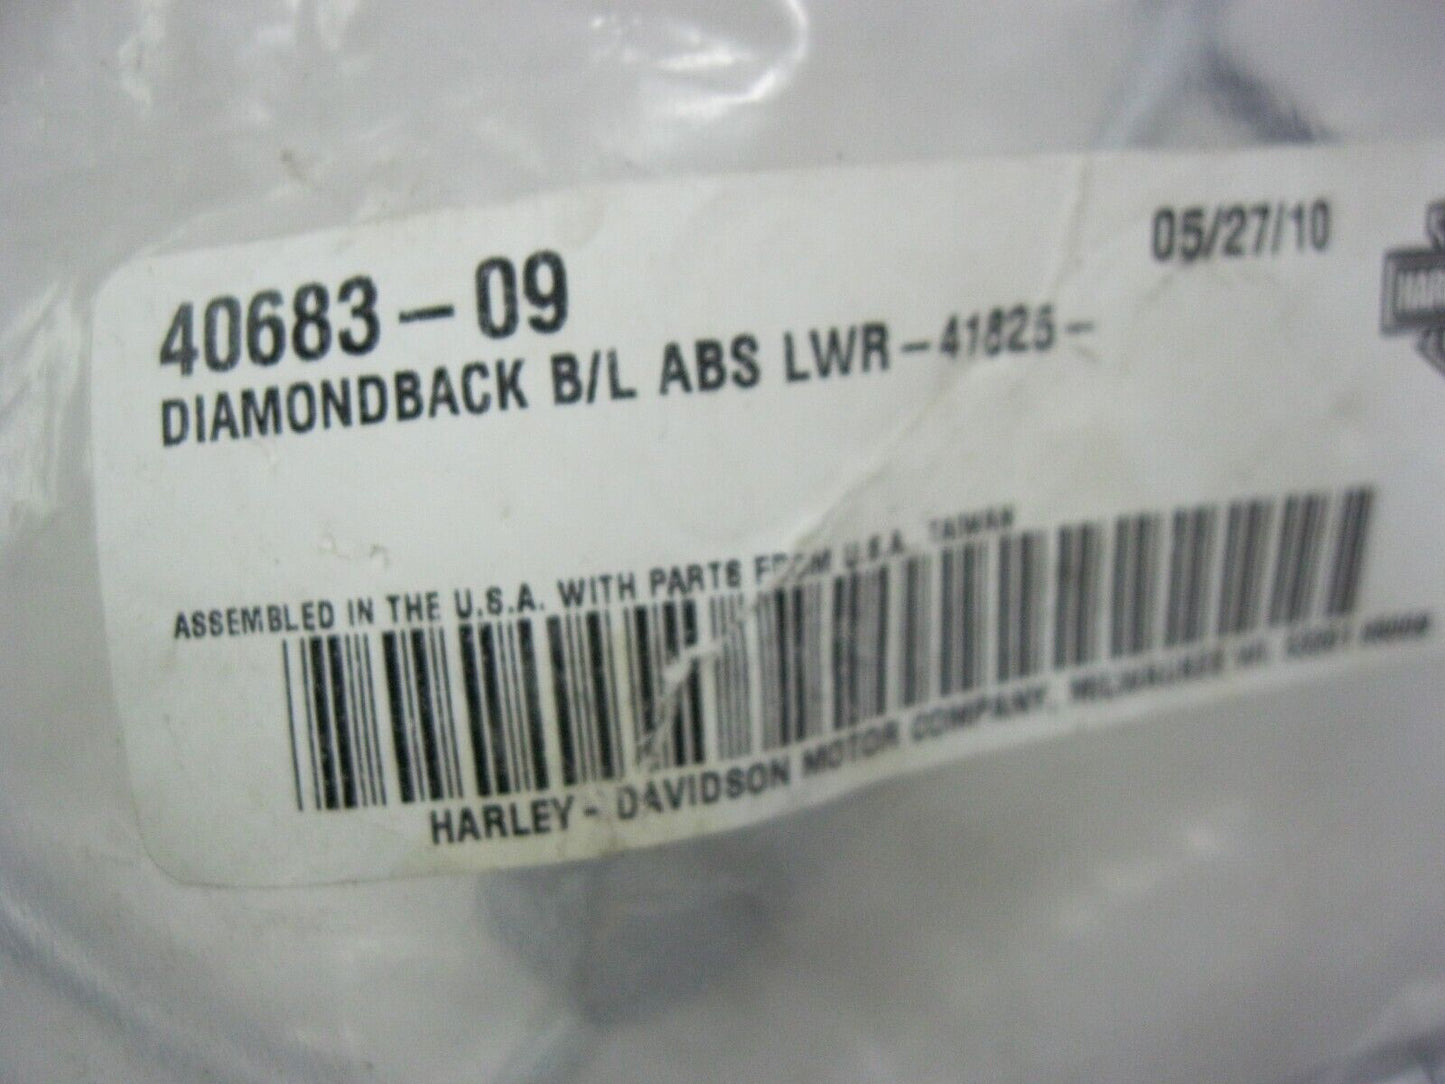 05/27/10
40683-09
DIAMONDBACK B/L ABS LWR-41825-
ASSEMBLED IN THE U.S.A. WITH PARTS FROM U.S.A. TAIWAN
HARLEY-DAVIDSON MOTOR COMPANY, MILWAUKEE WI.